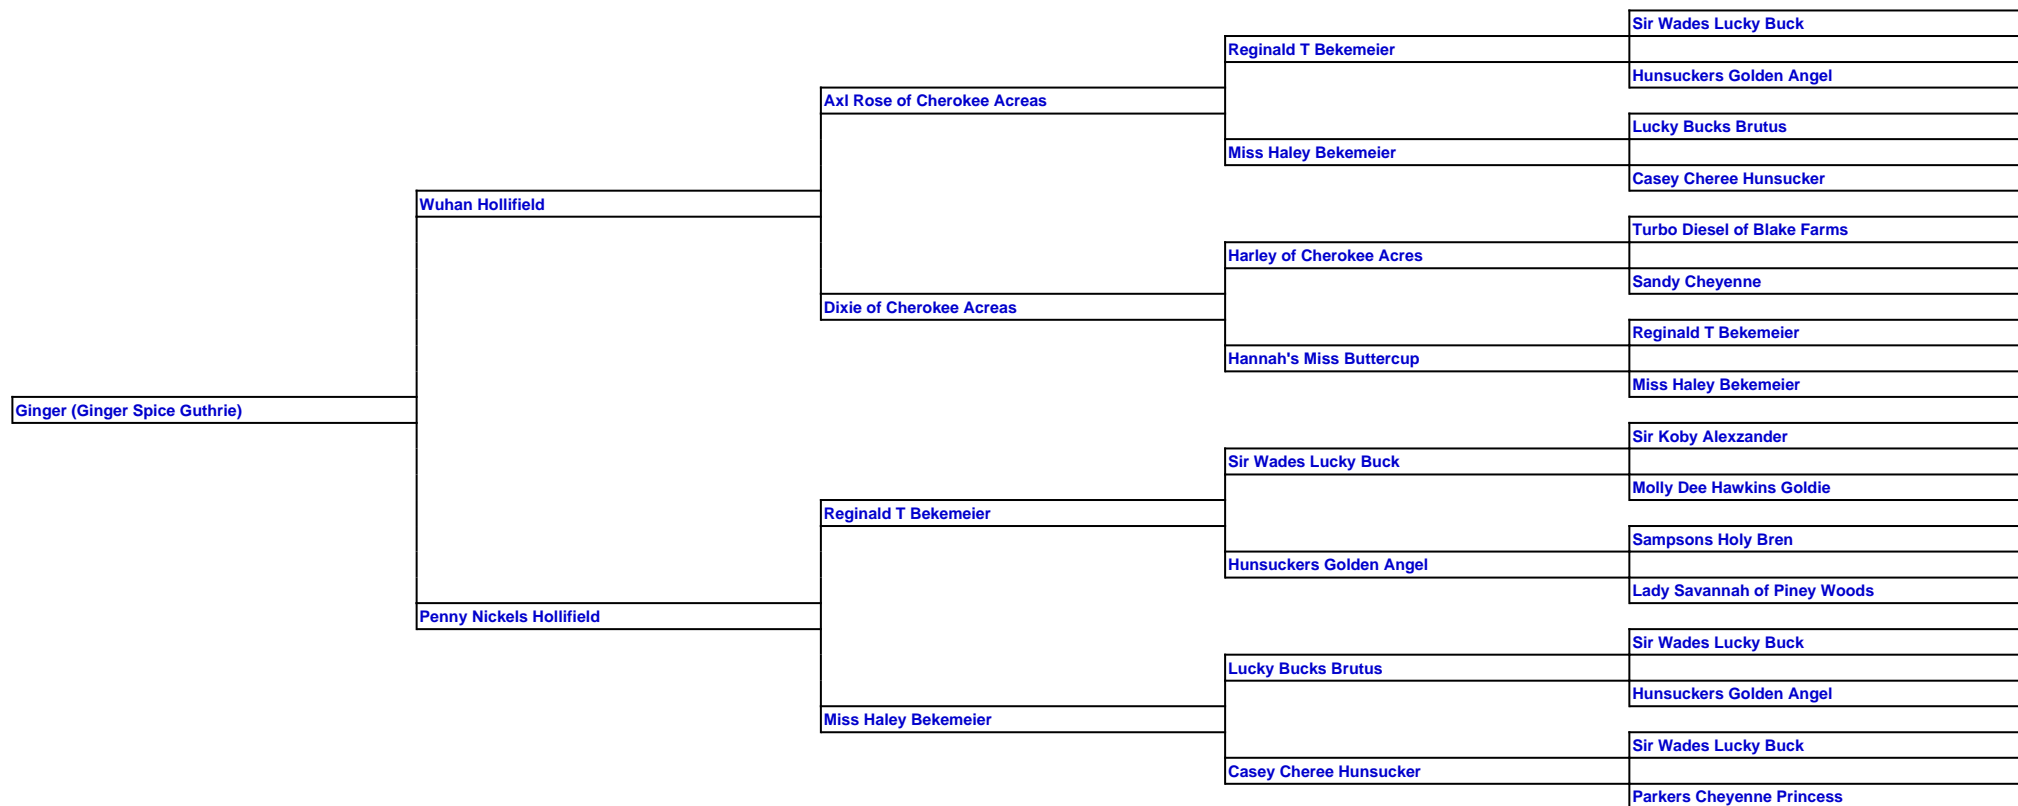 Sir Wades Lucky Buck
Reginald T Bekemeier
Hunsuckers Golden Angel
Axl Rose of Cherokee Acreas
Lucky Bucks Brutus
Miss Haley Bekemeier
Casey Cheree Hunsucker
Wuhan Hollifield
Turbo Diesel of Blake Farms
Harley of Cherokee Acres
Sandy Cheyenne
Dixie of Cherokee Acreas
Reginald T Bekemeier
Hannah's Miss Buttercup
Miss Haley Bekemeier
Ginger (Ginger Spice Guthrie)
Sir Koby Alexzander
Sir Wades Lucky Buck
Molly Dee Hawkins Goldie
Reginald T Bekemeier
Sampsons Holy Bren
Hunsuckers Golden Angel
Lady Savannah of Piney Woods
Penny Nickels Hollifield
Sir Wades Lucky Buck
Lucky Bucks Brutus
Hunsuckers Golden Angel
Miss Haley Bekemeier
Sir Wades Lucky Buck
Casey Cheree Hunsucker
Parkers Cheyenne Princess